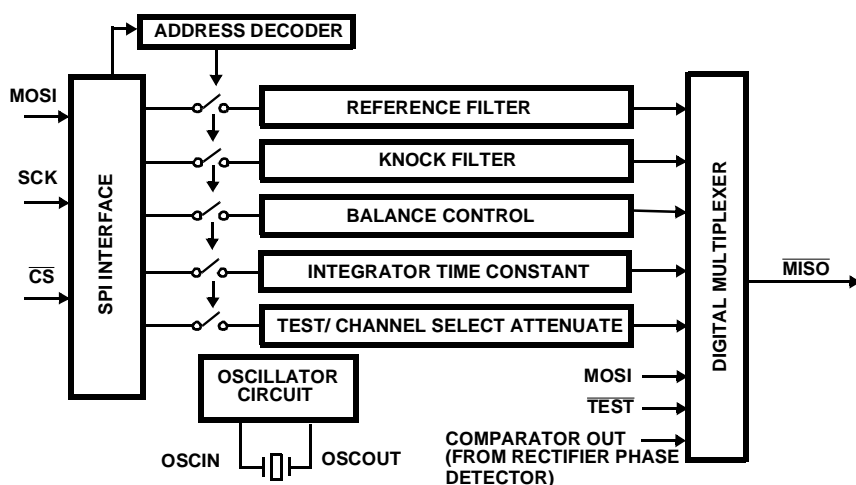 ADDRESS DECODER
MOSI
SCK
CS
SPI INTERFACE
REFERENCE FILTER
KNOCK FILTER
BALANCE CONTROL
INTEGRATOR TIME CONSTANT
TEST/ CHANNEL SELECT ATTENUATE
OSCILLATOR
CIRCUIT
OSCIN
OSCOUT
MOSI
TEST
COMPARATOR OUT
(FROM RECTIFIER PHASE
DETECTOR)
DIGITAL MULTIPLEXER
MISO